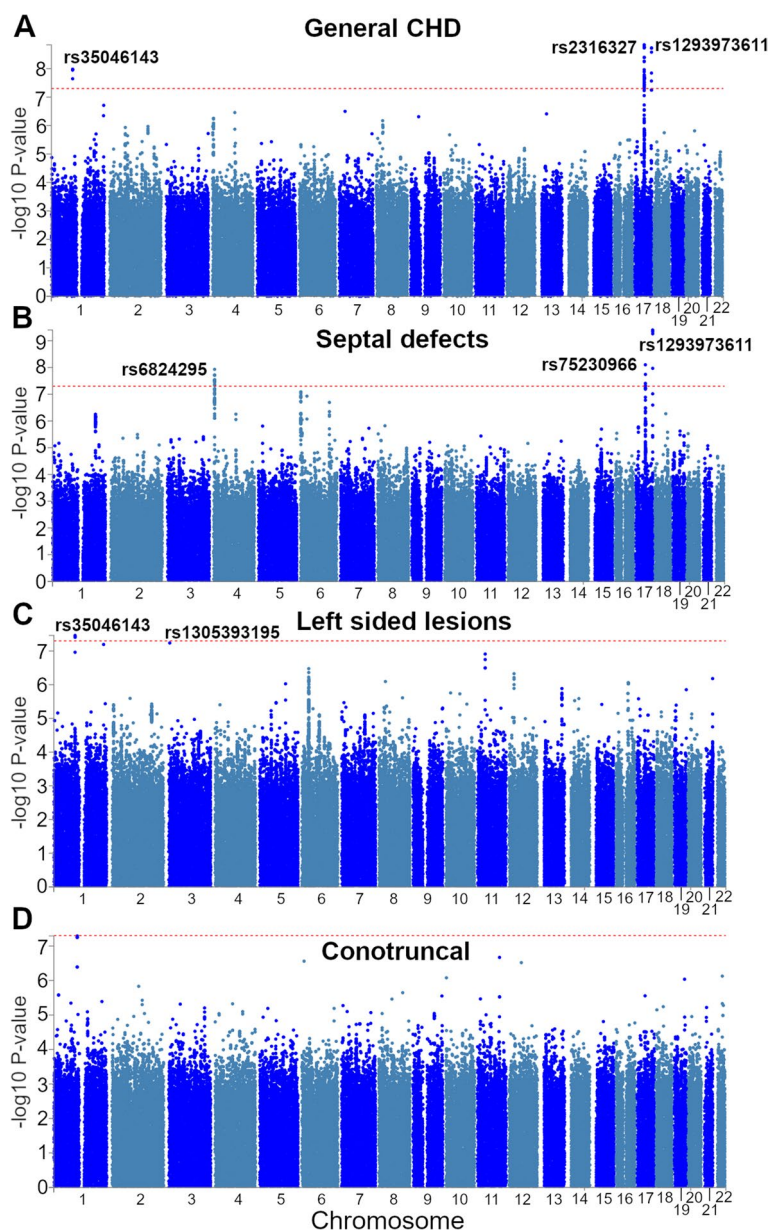 A
General CHD
rs35046143
rs2316327
rs1293973611
8
7
6
5
4
3
2
1
0
-log10 P-value
1 2 3 4 5 6 7 8 9 10 11 12 13 14 15 16 17 18 20 22
19 21
B
Septal defects
rs6824295
rs75230966
rs1293973611
9
8
7
6
5
4
3
2
1
0
-log10 P-value
1 2 3 4 5 6 7 8 9 10 11 12 13 14 15 16 17 18 20 22
19 21
C
Left sided lesions
rs35046143
rs1305393195
7
6
5
4
3
2
1
0
-log10 P-value
1 2 3 4 5 6 7 8 9 10 11 12 13 14 15 16 17 18 20 22
19 21
D
Conotruncal
7
6
5
4
3
2
1
0
-log10 P-value
1 2 3 4 5 6 7 8 9 10 11 12 13 14 15 16 17 18 20 22
19 21
Chromosome